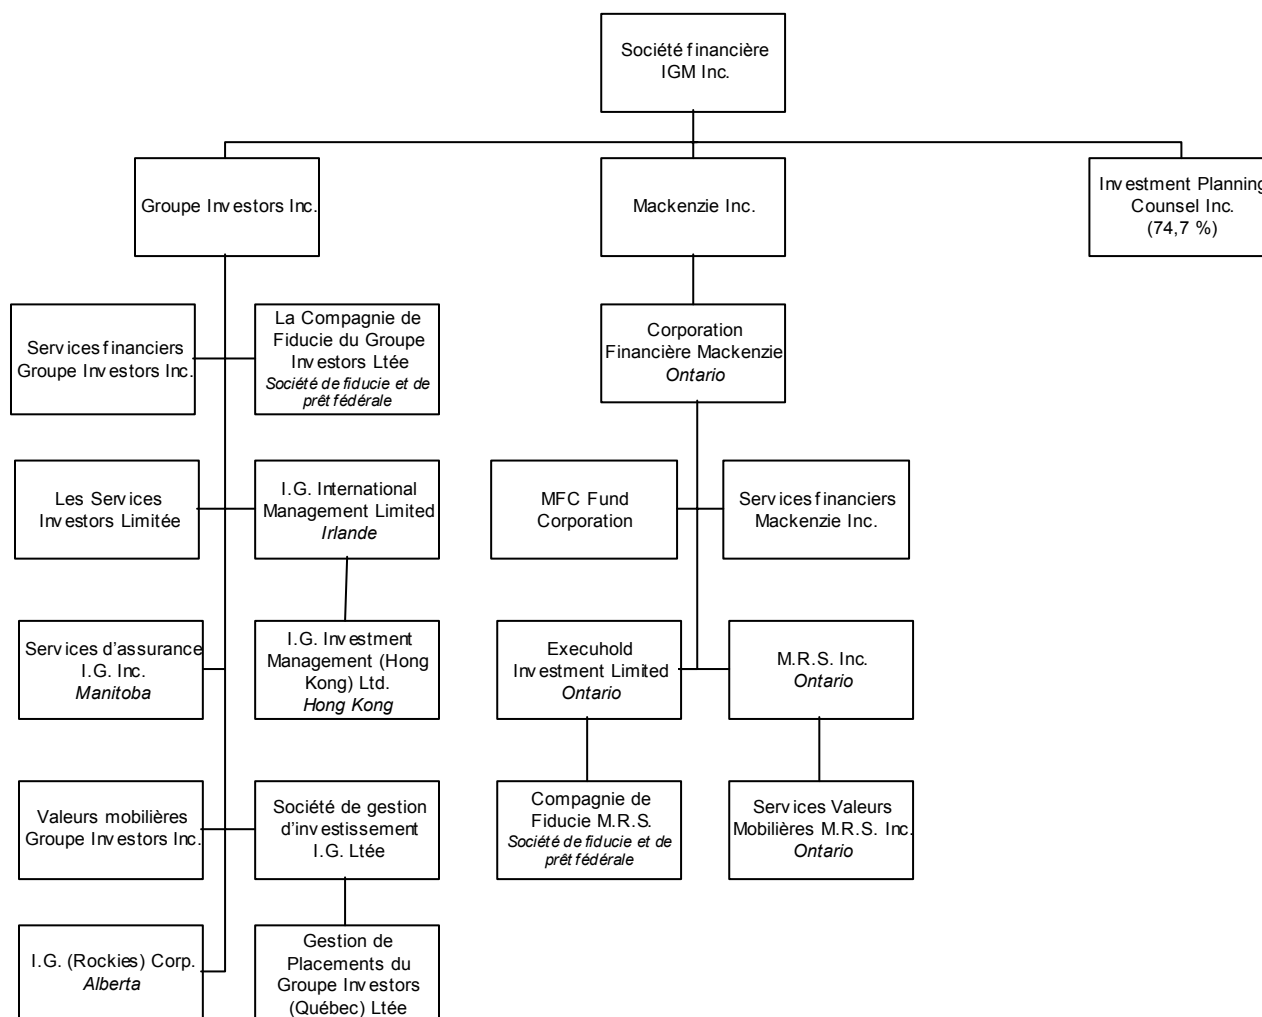 Société financière
IGM Inc.
Groupe Investors Inc.
Mackenzie Inc.
Investment Planning
Counsel Inc.
(74,7 %)
Services financiers
Groupe Investors Inc.
La Compagnie de
Fiducie du Groupe
Investors Ltée
Société de fiducie et de
prêt fédérale
Corporation
Financière Mackenzie
Ontario
Les Services
Investors Limitée
I.G. International
Management Limited
Irlande
MFC Fund
Corporation
Services financiers
Mackenzie Inc.
Services d'assurance
I.G. Inc.
Manitoba
I.G. Investment
Management (Hong
Kong) Ltd.
Hong Kong
Execuhold
Investment Limited
Ontario
M.R.S. Inc.
Ontario
Valeurs mobilières
Groupe Investors Inc.
Société de gestion
d'investissement
I.G. Ltée
Compagnie de
Fiducie M.R.S.
Société de fiducie et de
prêt fédérale
Services Valeurs
Mobilières M.R.S. Inc.
Ontario
I.G. (Rockies) Corp.
Alberta
Gestion de
Placements du
Groupe Investors
(Québec) Ltée